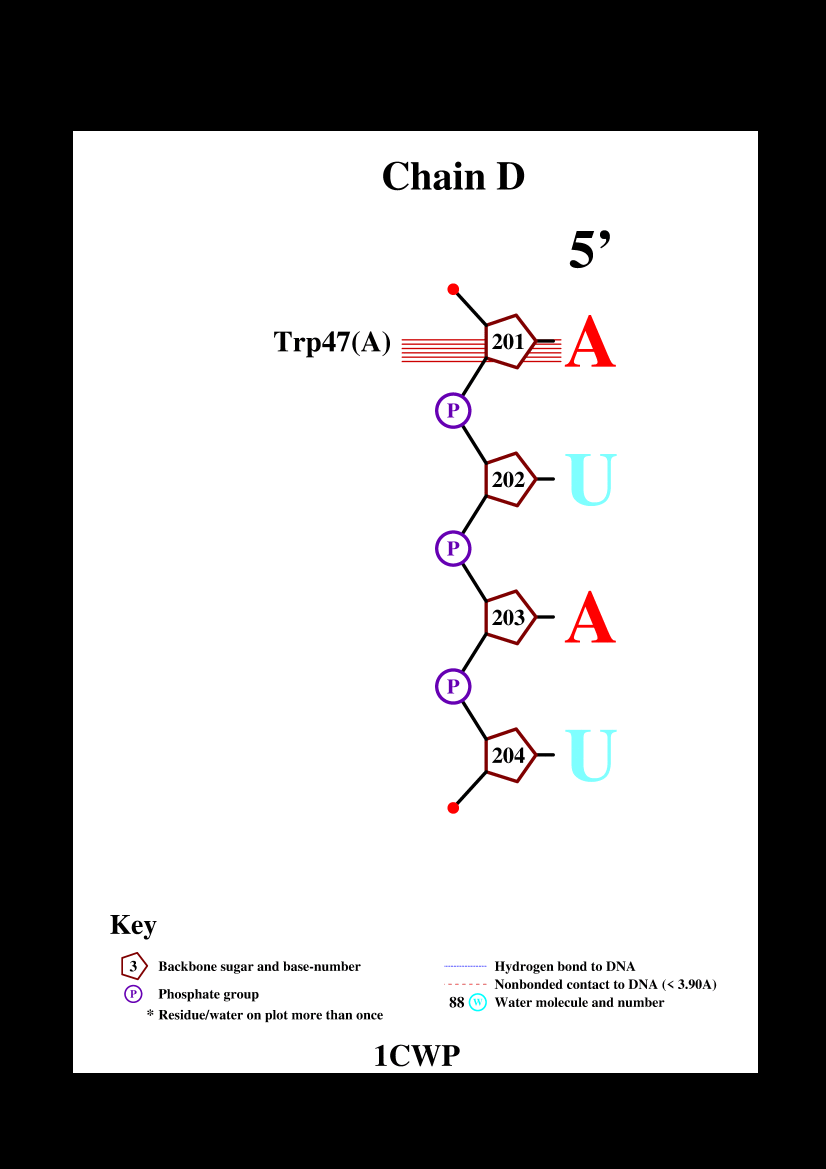 Chain D
5’
Trp47(A) 201 A
P
202 U
P
203 A
P
204 U
Key
3 Backbone sugar and base-number
P Phosphate group
* Residue/water on plot more than once
Hydrogen bond to DNA
Nonbonded contact to DNA (< 3.90A)
88 W Water molecule and number
1CWP